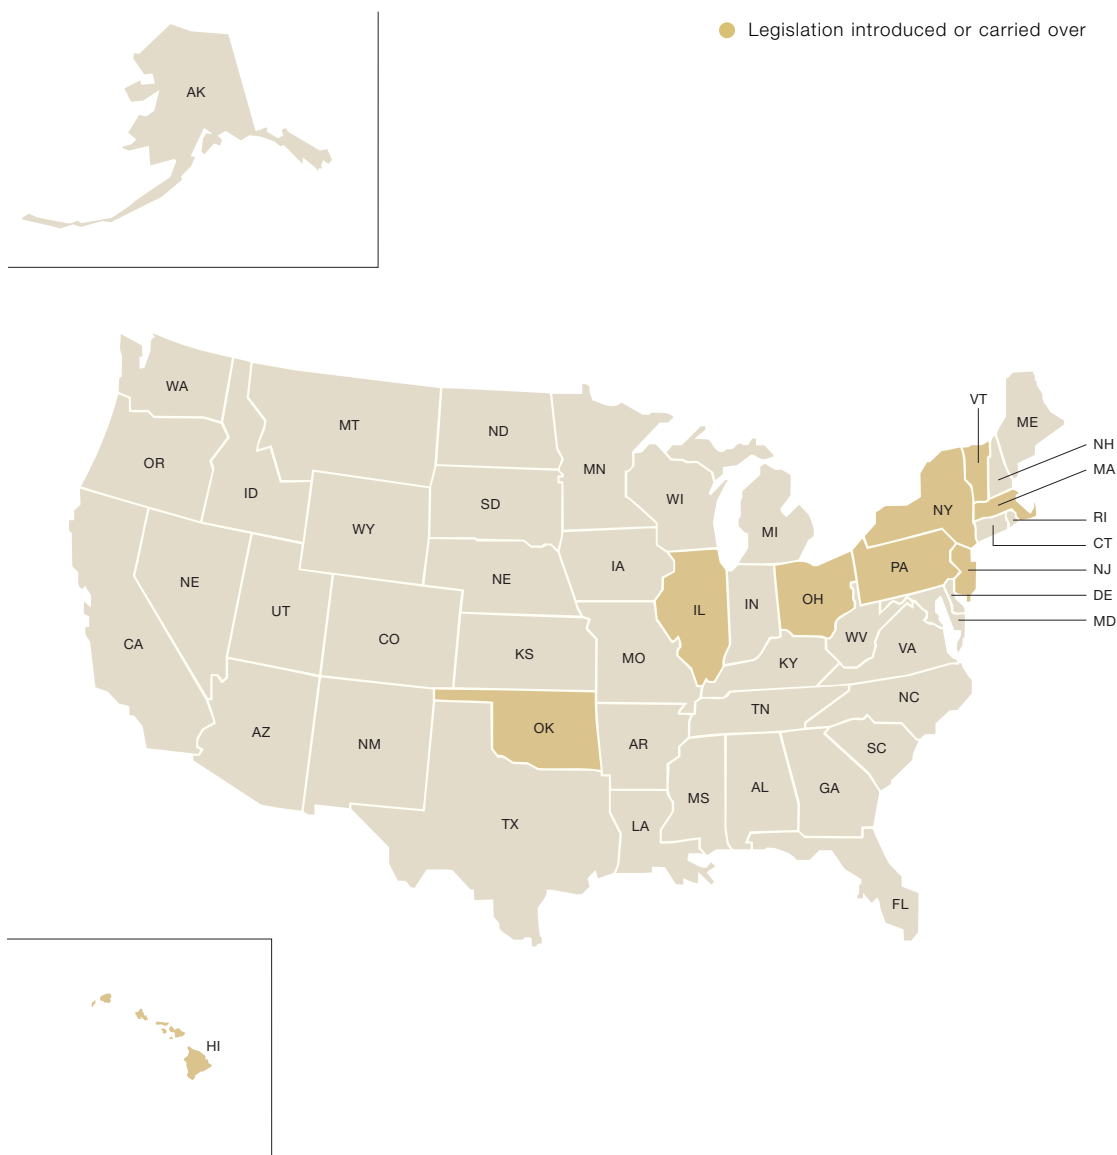 Legislation introduced or carried over
AK
WA
MT
ND
MN
VT
ME
NH
MA
OR
ID
SD
WI
MI
NY
RI
CT
WY
NE
IA
PA
NJ
DE
MD
NE
UT
CO
KS
MO
IL
IN
OH
WV
VA
KY
CA
AZ
NM
OK
AR
TN
NC
SC
TX
LA
MS
AL
GA
FL
HI